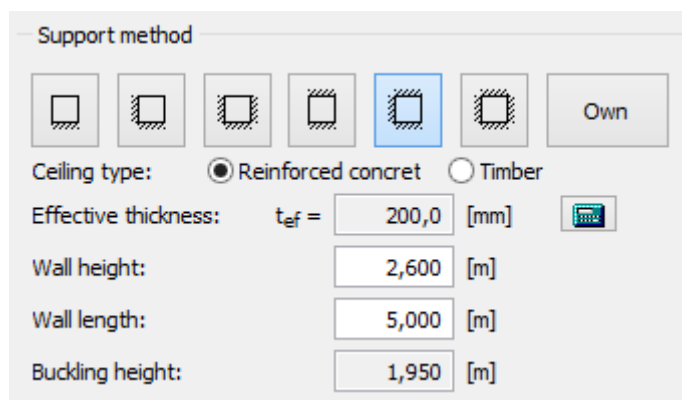 Support method
Own
Ceiling type: Reinforced concret Timber
Effective thickness: tef = 200,0 [mm]
Wall height: 2,600 [m]
Wall length: 5,000 [m]
Buckling height: 1,950 [m]